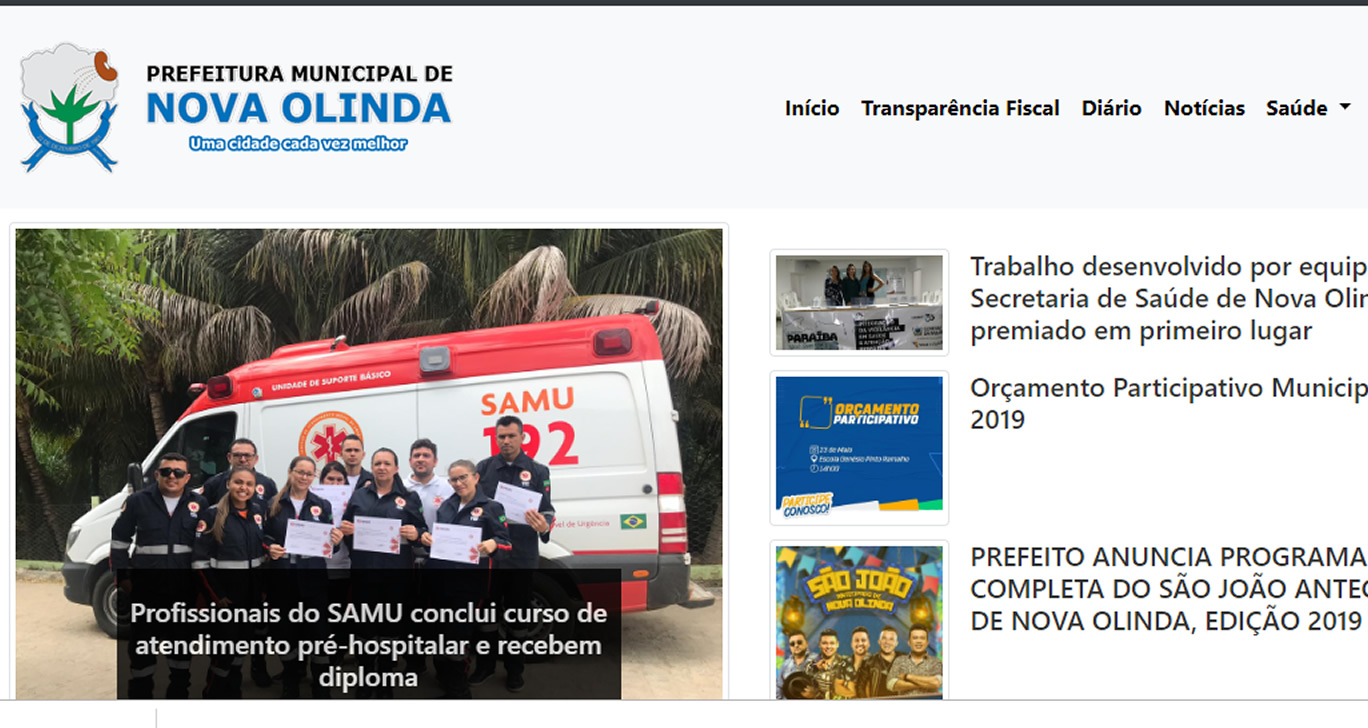 PREFEITURA MUNICIPAL DE
NOVA OLINDA
Uma cidade cada vez melhor
Início Transparência Fiscal Diário Notícias Saúde
UNIDADE DE SUPORTE BÁSICO
SAMU
192
Profissionais do SAMU conclui curso de
atendimento pré-hospitalar e recebem
diploma
PARAÍBA
Trabalho desenvolvido por equip
Secretaria de Saúde de Nova Olin
premiado em primeiro lugar
ORÇAMENTO
PARTICIPATIVO
23 de Maio
Escola Genésio Pinto Ramalho
14h00
PARTICIPE
CONOSCO!
Orçamento Participativo Municip
2019
SÃO JOÃO
NOVA OLINDA
PREFEITO ANUNCIA PROGRAMA
COMPLETA DO SÃO JOÃO ANTEC
DE NOVA OLINDA, EDIÇÃO 2019